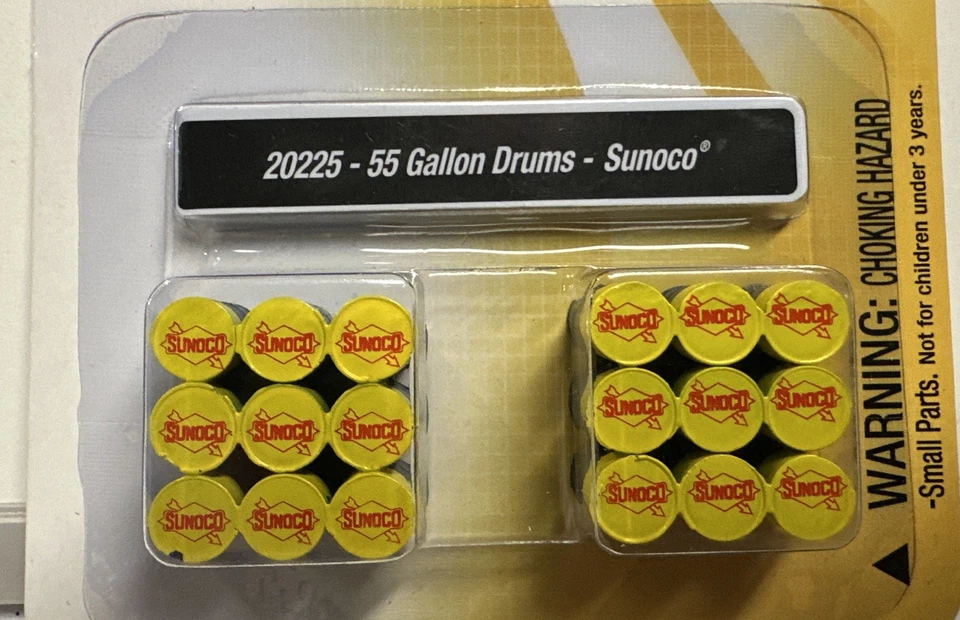 20225 - 55 Gallon Drums - Sunoco®
SUNOCO SUNOCO SUNOCO
SUNOCO SUNOCO SUNOCO
SUNOCO SUNOCO SUNOCO
SUNOCO SUNOCO SUNOCO
SUNOCO SUNOCO SUNOCO
SUNOCO SUNOCO SUNOCO
WARNING: CHOKING HAZARD
-Small Parts. Not for children under 3 years.